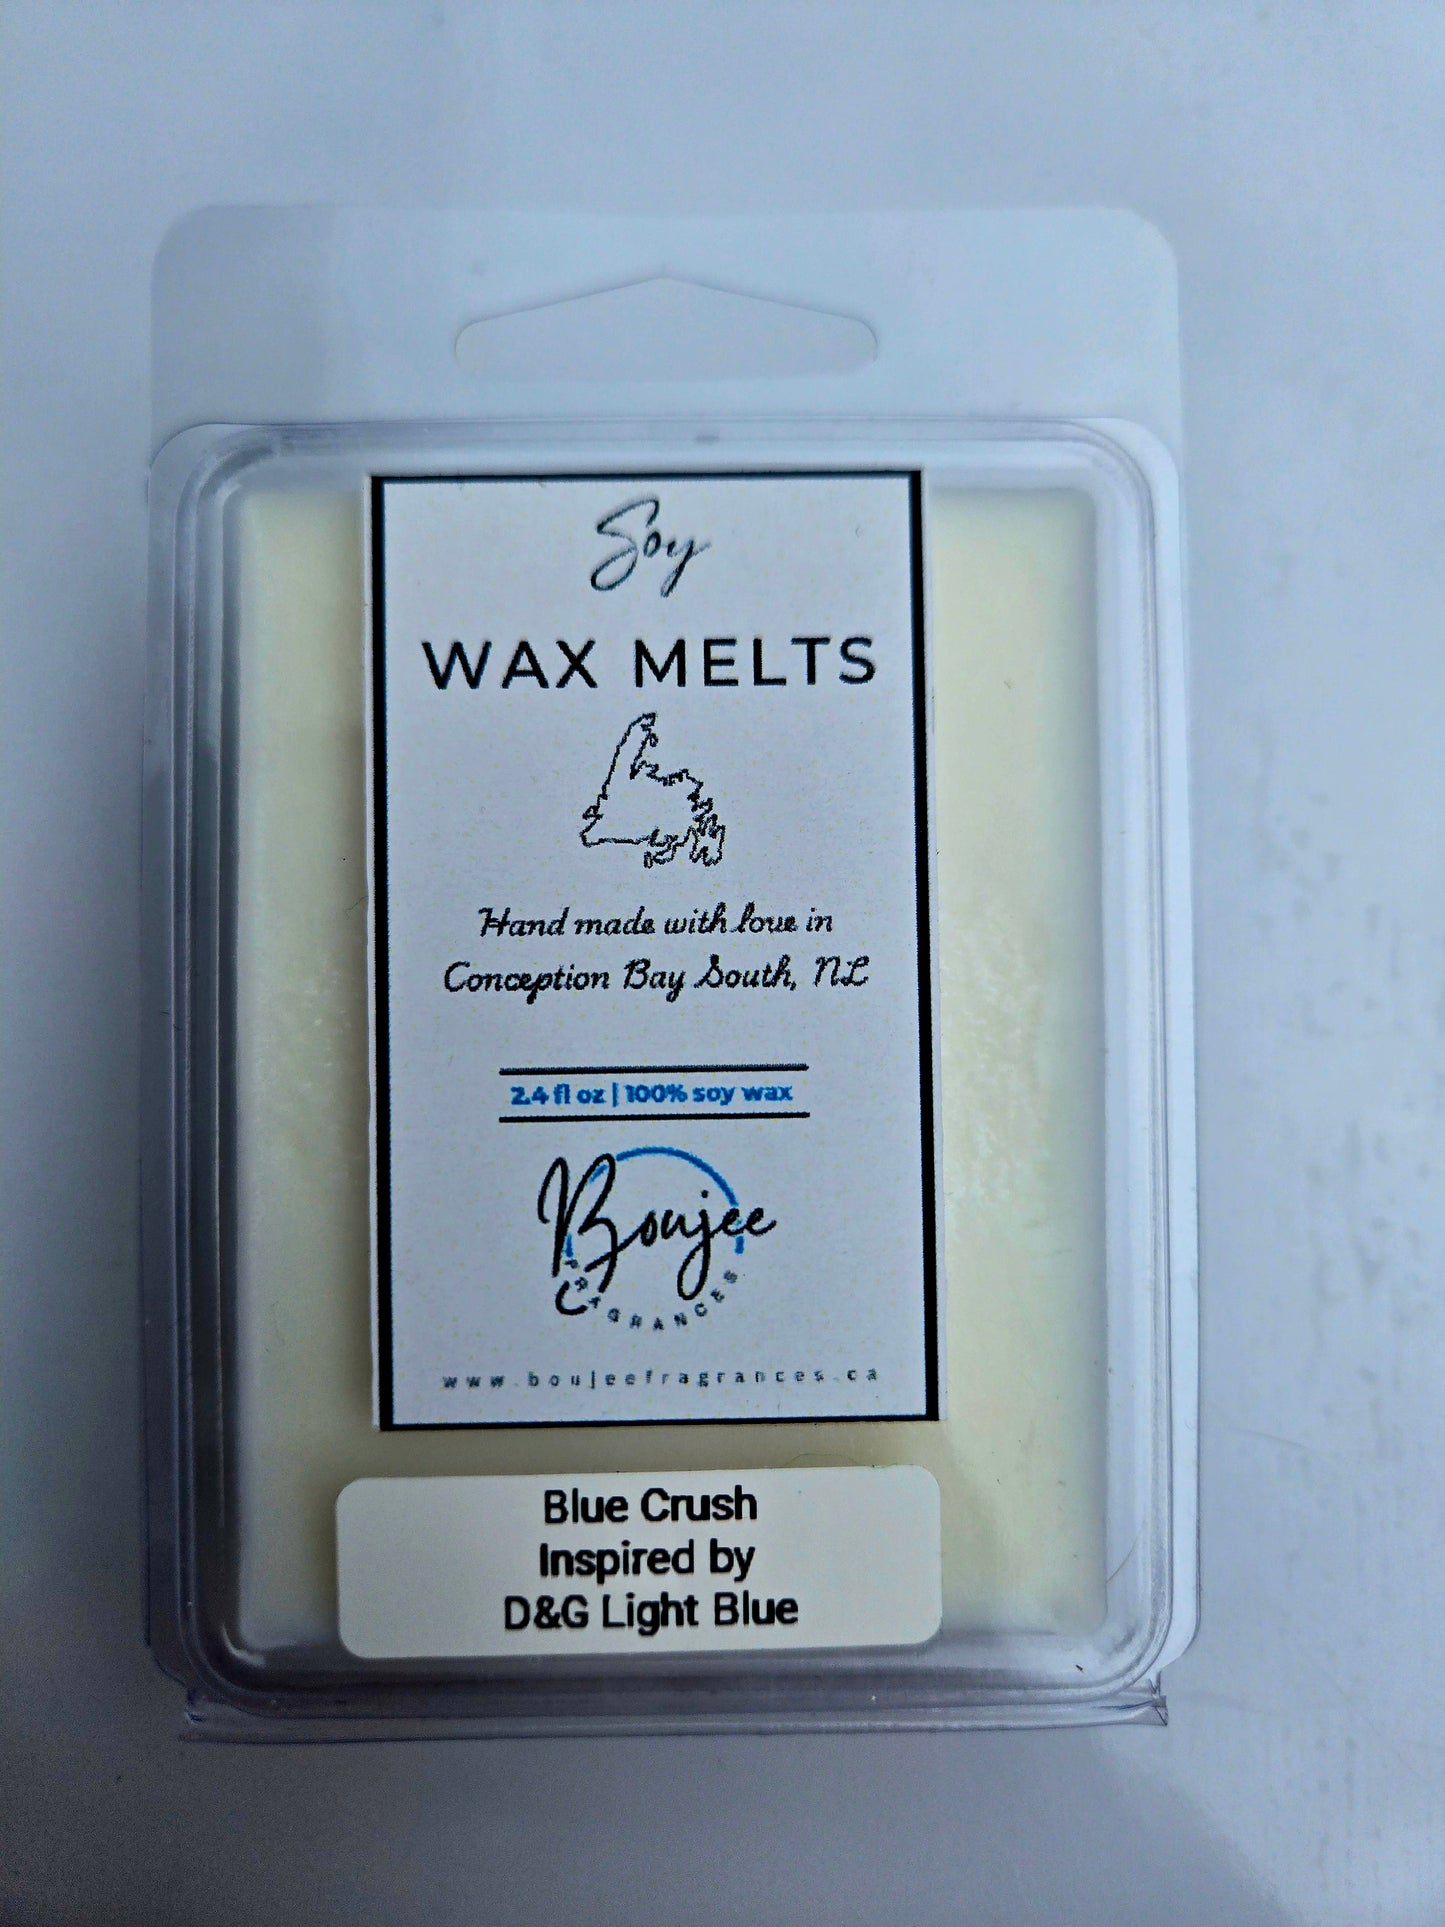 Soy
WAX MELTS
Hand made with love in
Conception Bay South, NL
2.4 fl oz | 100% soy wax
Boujee
FRAGRANCES
www.boujeefragrances.ca
Blue Crush
Inspired by
D&G Light Blue